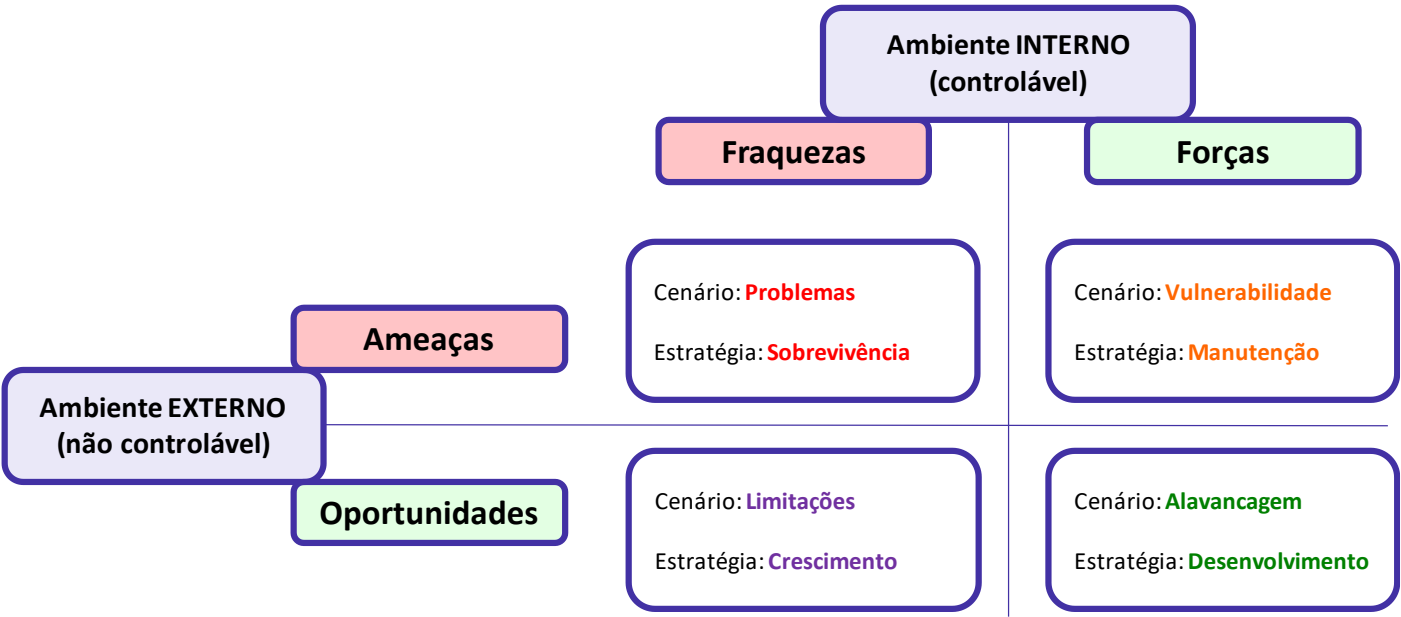 Ambiente INTERNO
(controlável)
Fraquezas
Forças
Cenário: Problemas
Estratégia: Sobrevivência
Cenário: Vulnerabilidade
Estratégia: Manutenção
Ameaças
Ambiente EXTERNO
(não controlável)
Oportunidades
Cenário: Limitações
Estratégia: Crescimento
Cenário: Alavancagem
Estratégia: Desenvolvimento